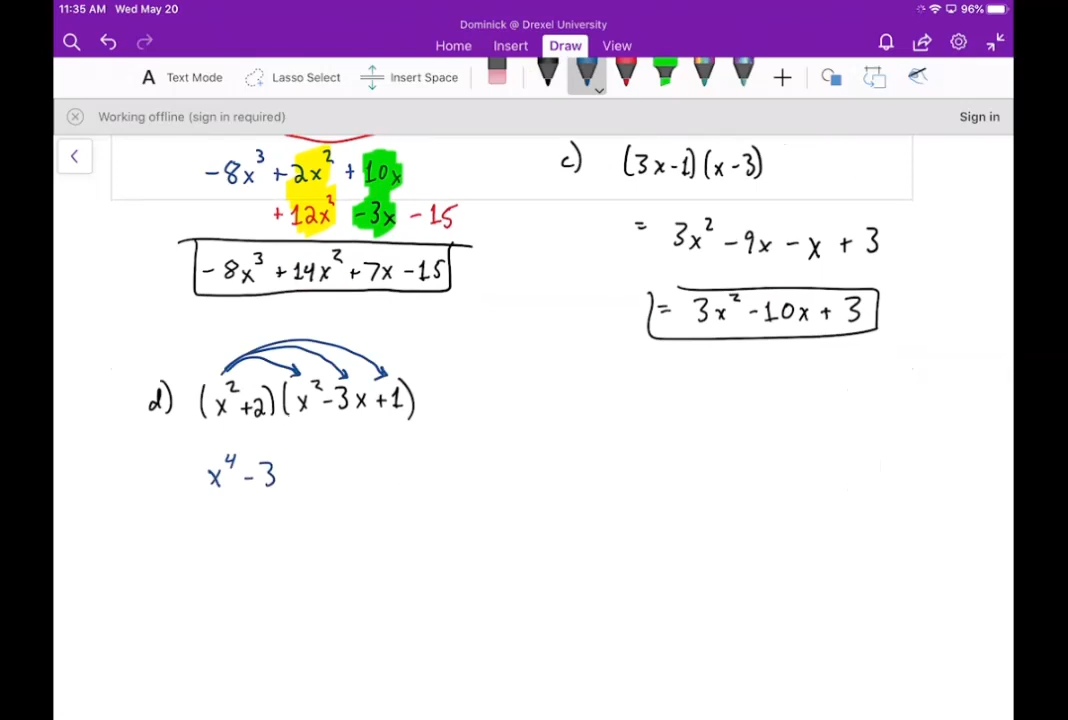 11:35 AM Wed May 20
96%
Dominick @ Drexel University
Home Insert Draw View
A Text Mode Lasso Select Insert Space
Working offline (sign in required) Sign in
-8x³ + 2x² + 10x
+ 12x² -3x - 15
-8x³ + 14x² + 7x - 15
c) (3x-1)(x-3)
= 3x² - 9x - x + 3
= 3x² - 10x + 3
d) (x² + 2)(x² - 3x + 1)
x⁴ - 3